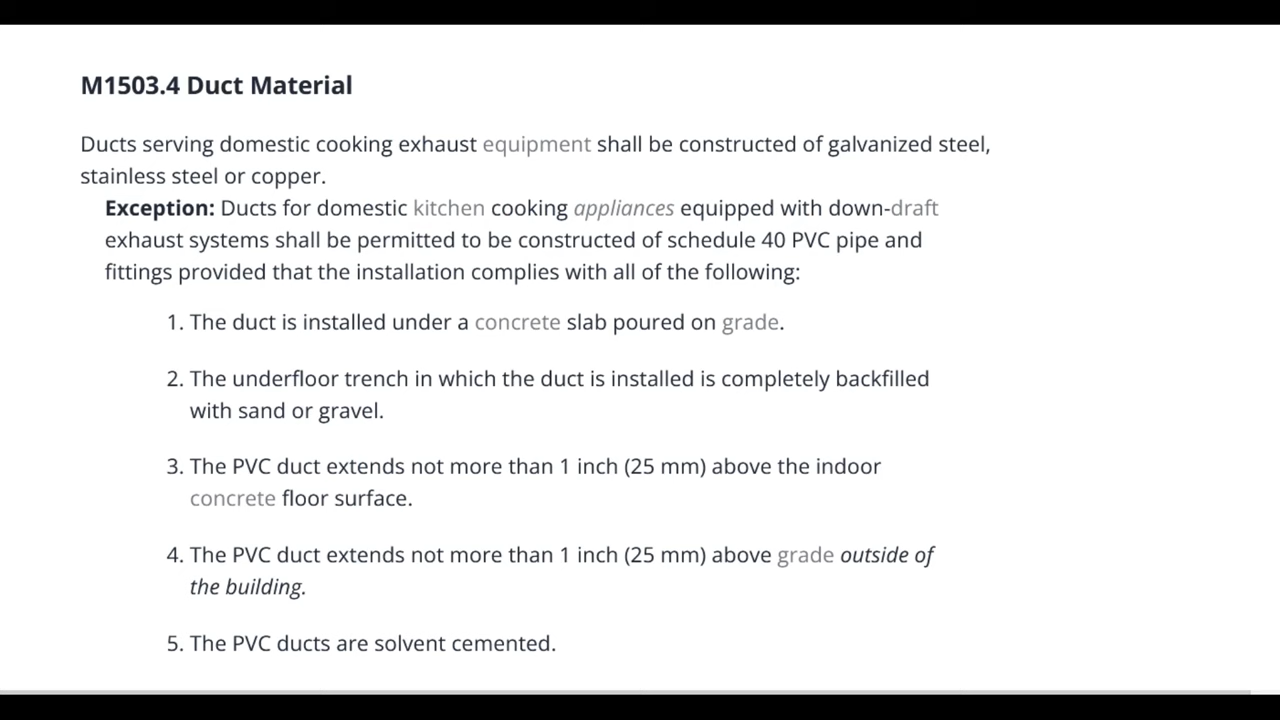 M1503.4 Duct Material
Ducts serving domestic cooking exhaust equipment shall be constructed of galvanized steel,
stainless steel or copper.
Exception: Ducts for domestic kitchen cooking appliances equipped with down-draft
exhaust systems shall be permitted to be constructed of schedule 40 PVC pipe and
fittings provided that the installation complies with all of the following:
1. The duct is installed under a concrete slab poured on grade.
2. The underfloor trench in which the duct is installed is completely backfilled
with sand or gravel.
3. The PVC duct extends not more than 1 inch (25 mm) above the indoor
concrete floor surface.
4. The PVC duct extends not more than 1 inch (25 mm) above grade outside of
the building.
5. The PVC ducts are solvent cemented.